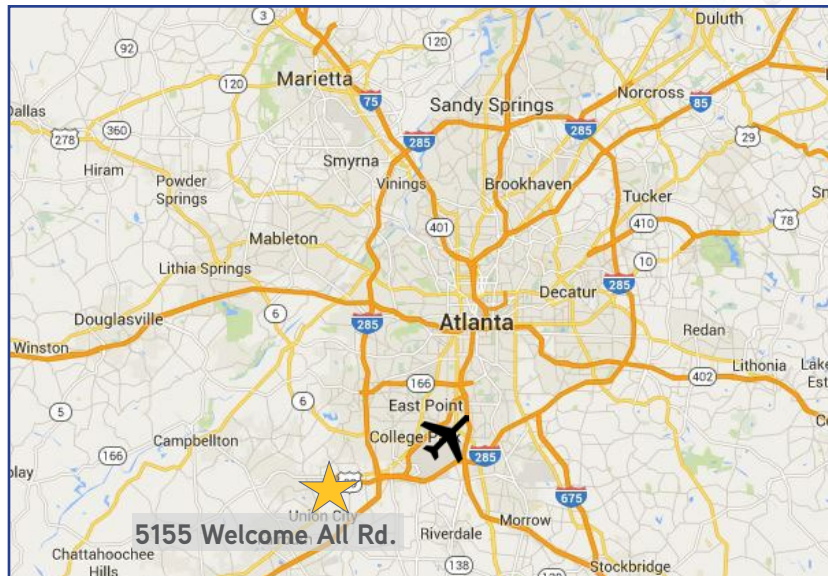 3
92
120
Duluth
Marietta
120
75
Sandy Springs
Norcross
85
285
285
278
360
29
Hiram
Smyrna
Vinings
Brookhaven
Tucker
Powder
Springs
401
410
78
Mableton
10
Lithia Springs
Decatur
285
6
Douglasville
285
Atlanta
Redan
Winston
Lithonia
166
402
6
East Point
5
College
Campbellton
285
166
675
Union City
Morrow
5155 Welcome All Rd.
Riverdale
Chattahoochee
Hills
138
Stockbridge